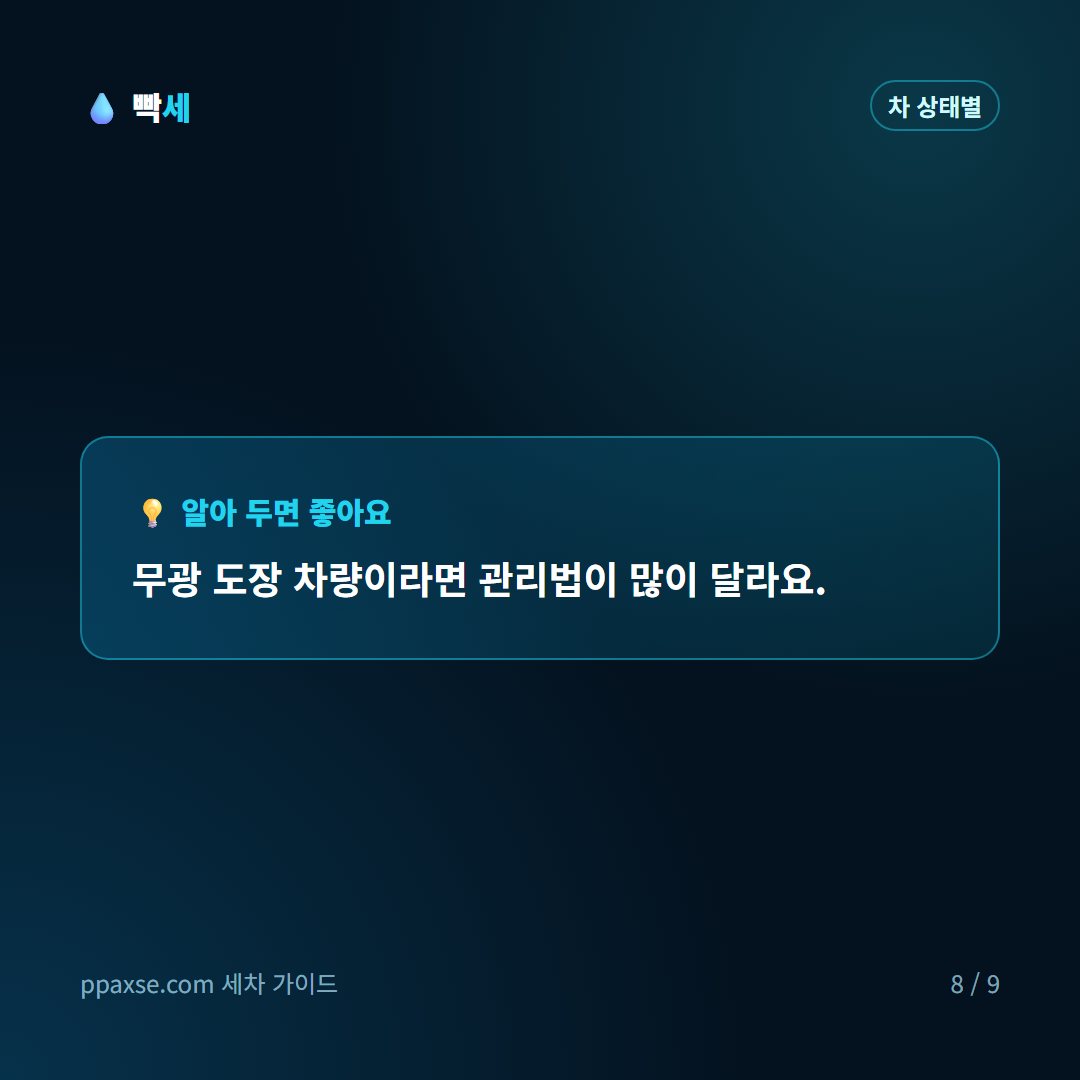 빡세
차 상태별
알아 두면 좋아요
무광 도장 차량이라면 관리법이 많이 달라요.
ppaxse.com 세차 가이드
8 / 9